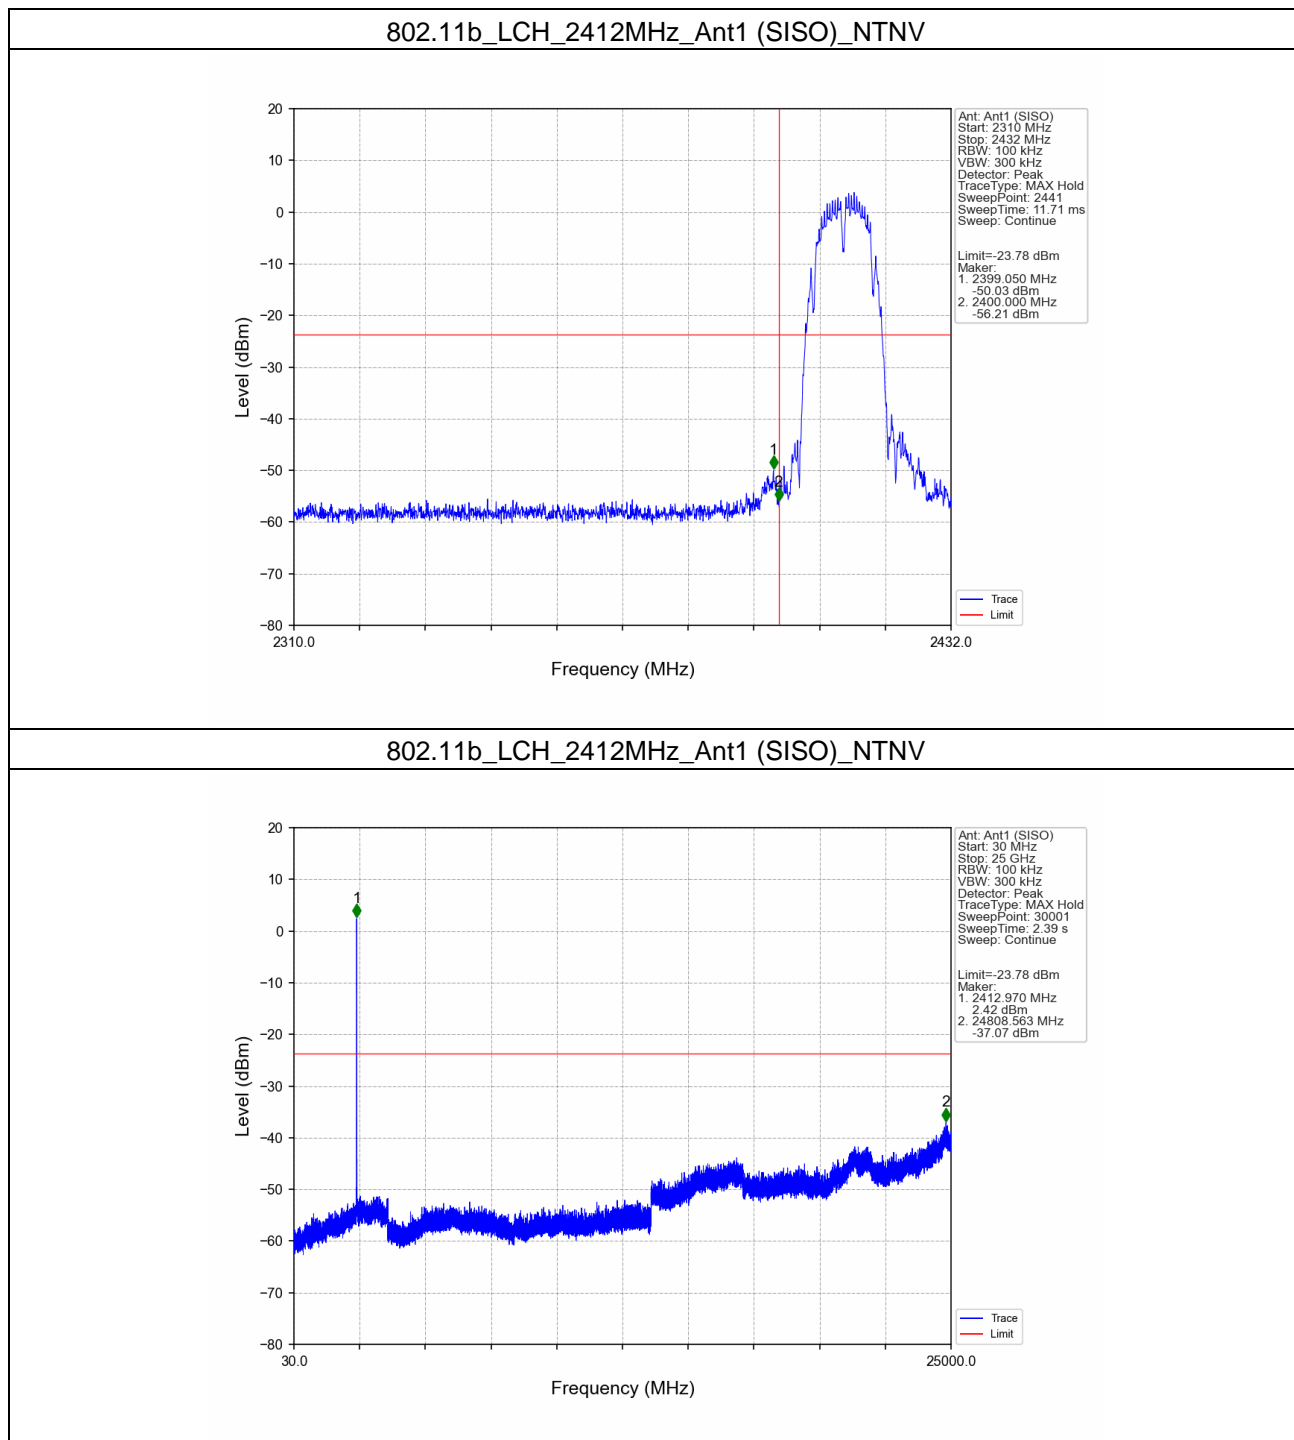 802.11b_LCH_2412MHz_Ant1 (SISO)_NTNV
20
10
0
−10
−20
−30
−40
−50
−60
−70
−80
Level (dBm)
1
2
2310.0
2432.0
Frequency (MHz)
Ant: Ant1 (SISO)
Start: 2310 MHz
Stop: 2432 MHz
RBW: 100 kHz
VBW: 300 kHz
Detector: Peak
TraceType: MAX Hold
SweepPoint: 2441
SweepTime: 11.71 ms
Sweep: Continue
Limit=-23.78 dBm
Maker:
1. 2399.050 MHz
-50.03 dBm
2. 2400.000 MHz
-56.21 dBm
Trace
Limit
802.11b_LCH_2412MHz_Ant1 (SISO)_NTNV
20
10
0
−10
−20
−30
−40
−50
−60
−70
−80
Level (dBm)
1
2
30.0
25000.0
Frequency (MHz)
Ant: Ant1 (SISO)
Start: 30 MHz
Stop: 25 GHz
RBW: 100 kHz
VBW: 300 kHz
Detector: Peak
TraceType: MAX Hold
SweepPoint: 30001
SweepTime: 2.39 s
Sweep: Continue
Limit=-23.78 dBm
Maker:
1. 2412.970 MHz
2.42 dBm
2. 24808.563 MHz
-37.07 dBm
Trace
Limit